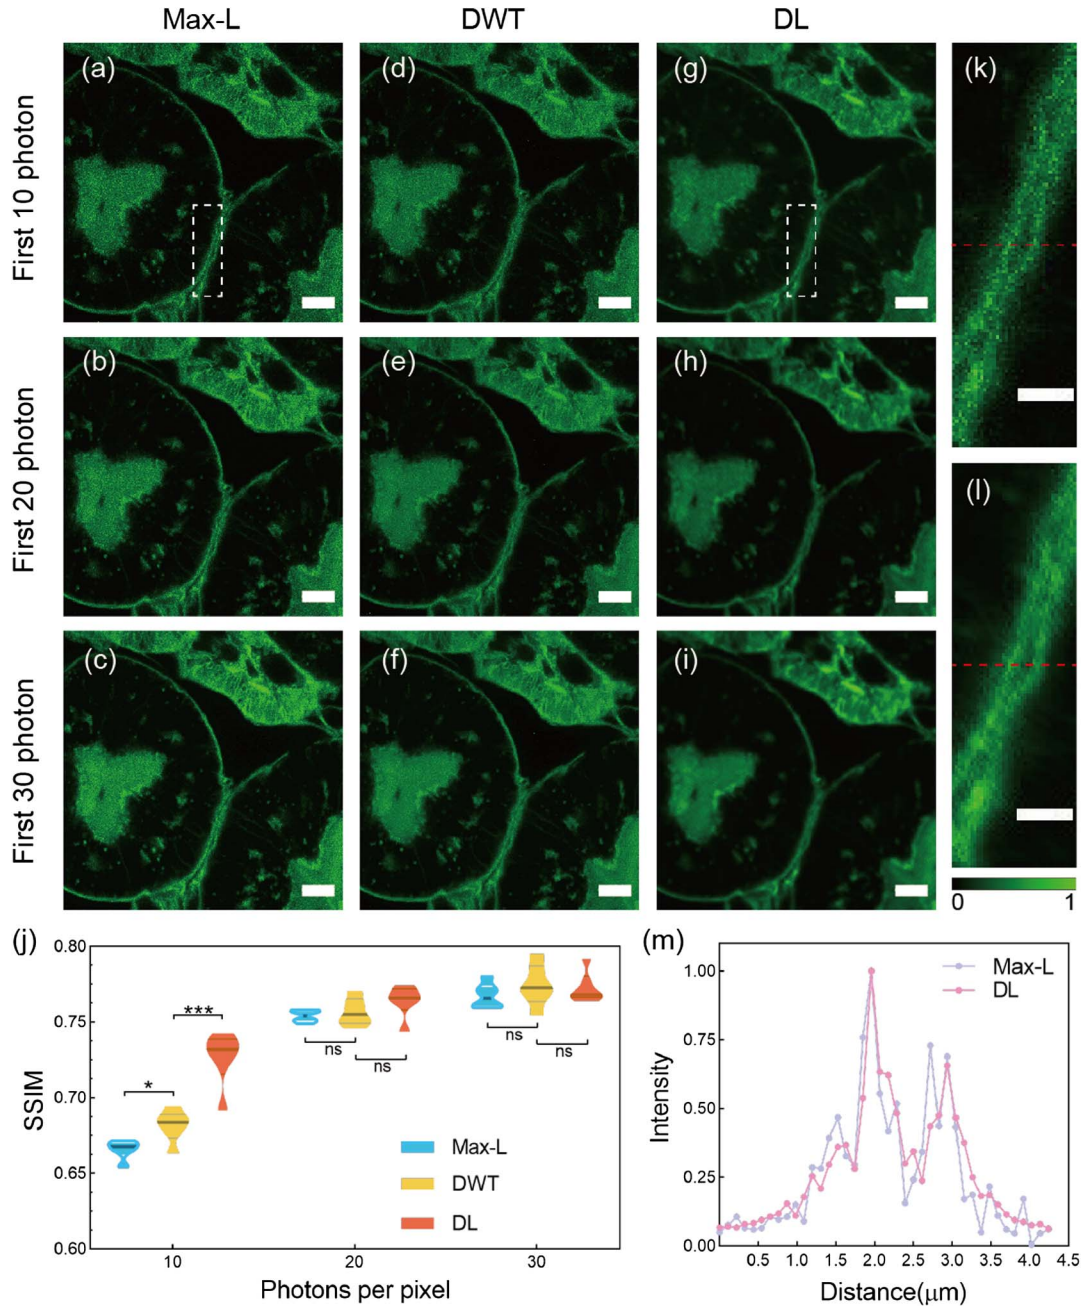 Max-L DWT DL
First 10 photon
(a) (d) (g) (k)
First 20 photon
(b) (e) (h)
(l)
First 30 photon
(c) (f) (i)
0 1
(j)
SSIM
0.80
0.75
0.70
0.65
0.60
*
***
ns
ns
ns
ns
Max-L
DWT
DL
10 20 30
Photons per pixel
(m)
Intensity
1.00
0.75
0.50
0.25
0.00
Max-L
DL
0.0 0.5 1.0 1.5 2.0 2.5 3.0 3.5 4.0 4.5
Distance(μm)